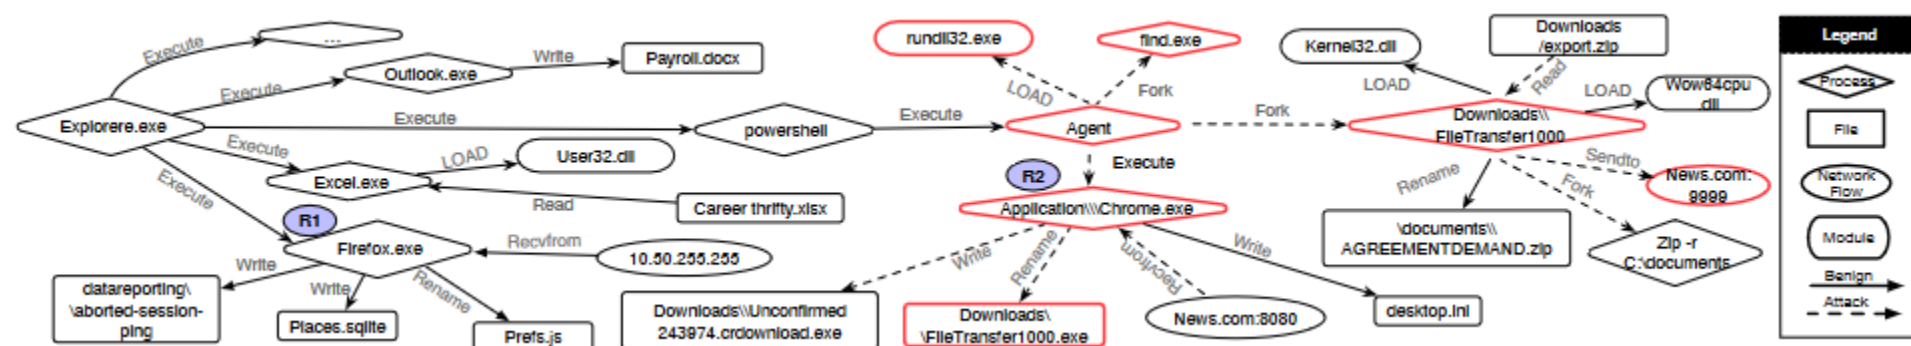 Execute
...
Outlook.exe
Write
Payroll.docx
rundll32.exe
find.exe
Kernel32.dll
Downloads
/export.zip
Legend
Execute
LOAD
Fork
LOAD
Read
LOAD
Wow64cpu
.dll
Process
Explorere.exe
Execute
powershell
Execute
Agent
Fork
Downloads\\
FileTransfer1000
File
Execute
LOAD
User32.dll
Execute
Sendto
Excel.exe
R2
Rename
Fork
News.com:
9999
Network
Flow
Execute
Read
Career thrifty.xlsx
Application\\\Chrome.exe
R1
Firefox.exe
Recvfrom
10.50.255.255
Write
Rename
Recvfrom
Write
\documents\\
AGREEMENTDEMAND.zip
Zip -r
C:\documents
Module
Write
Write
Rename
datareporting\
\aborted-session-
ping
Places.sqlite
Prefs.js
Downloads\\Unconfirmed
243974.crdownload.exe
Downloads\
\FileTransfer1000.exe
News.com:8080
desktop.ini
Benign
Attack